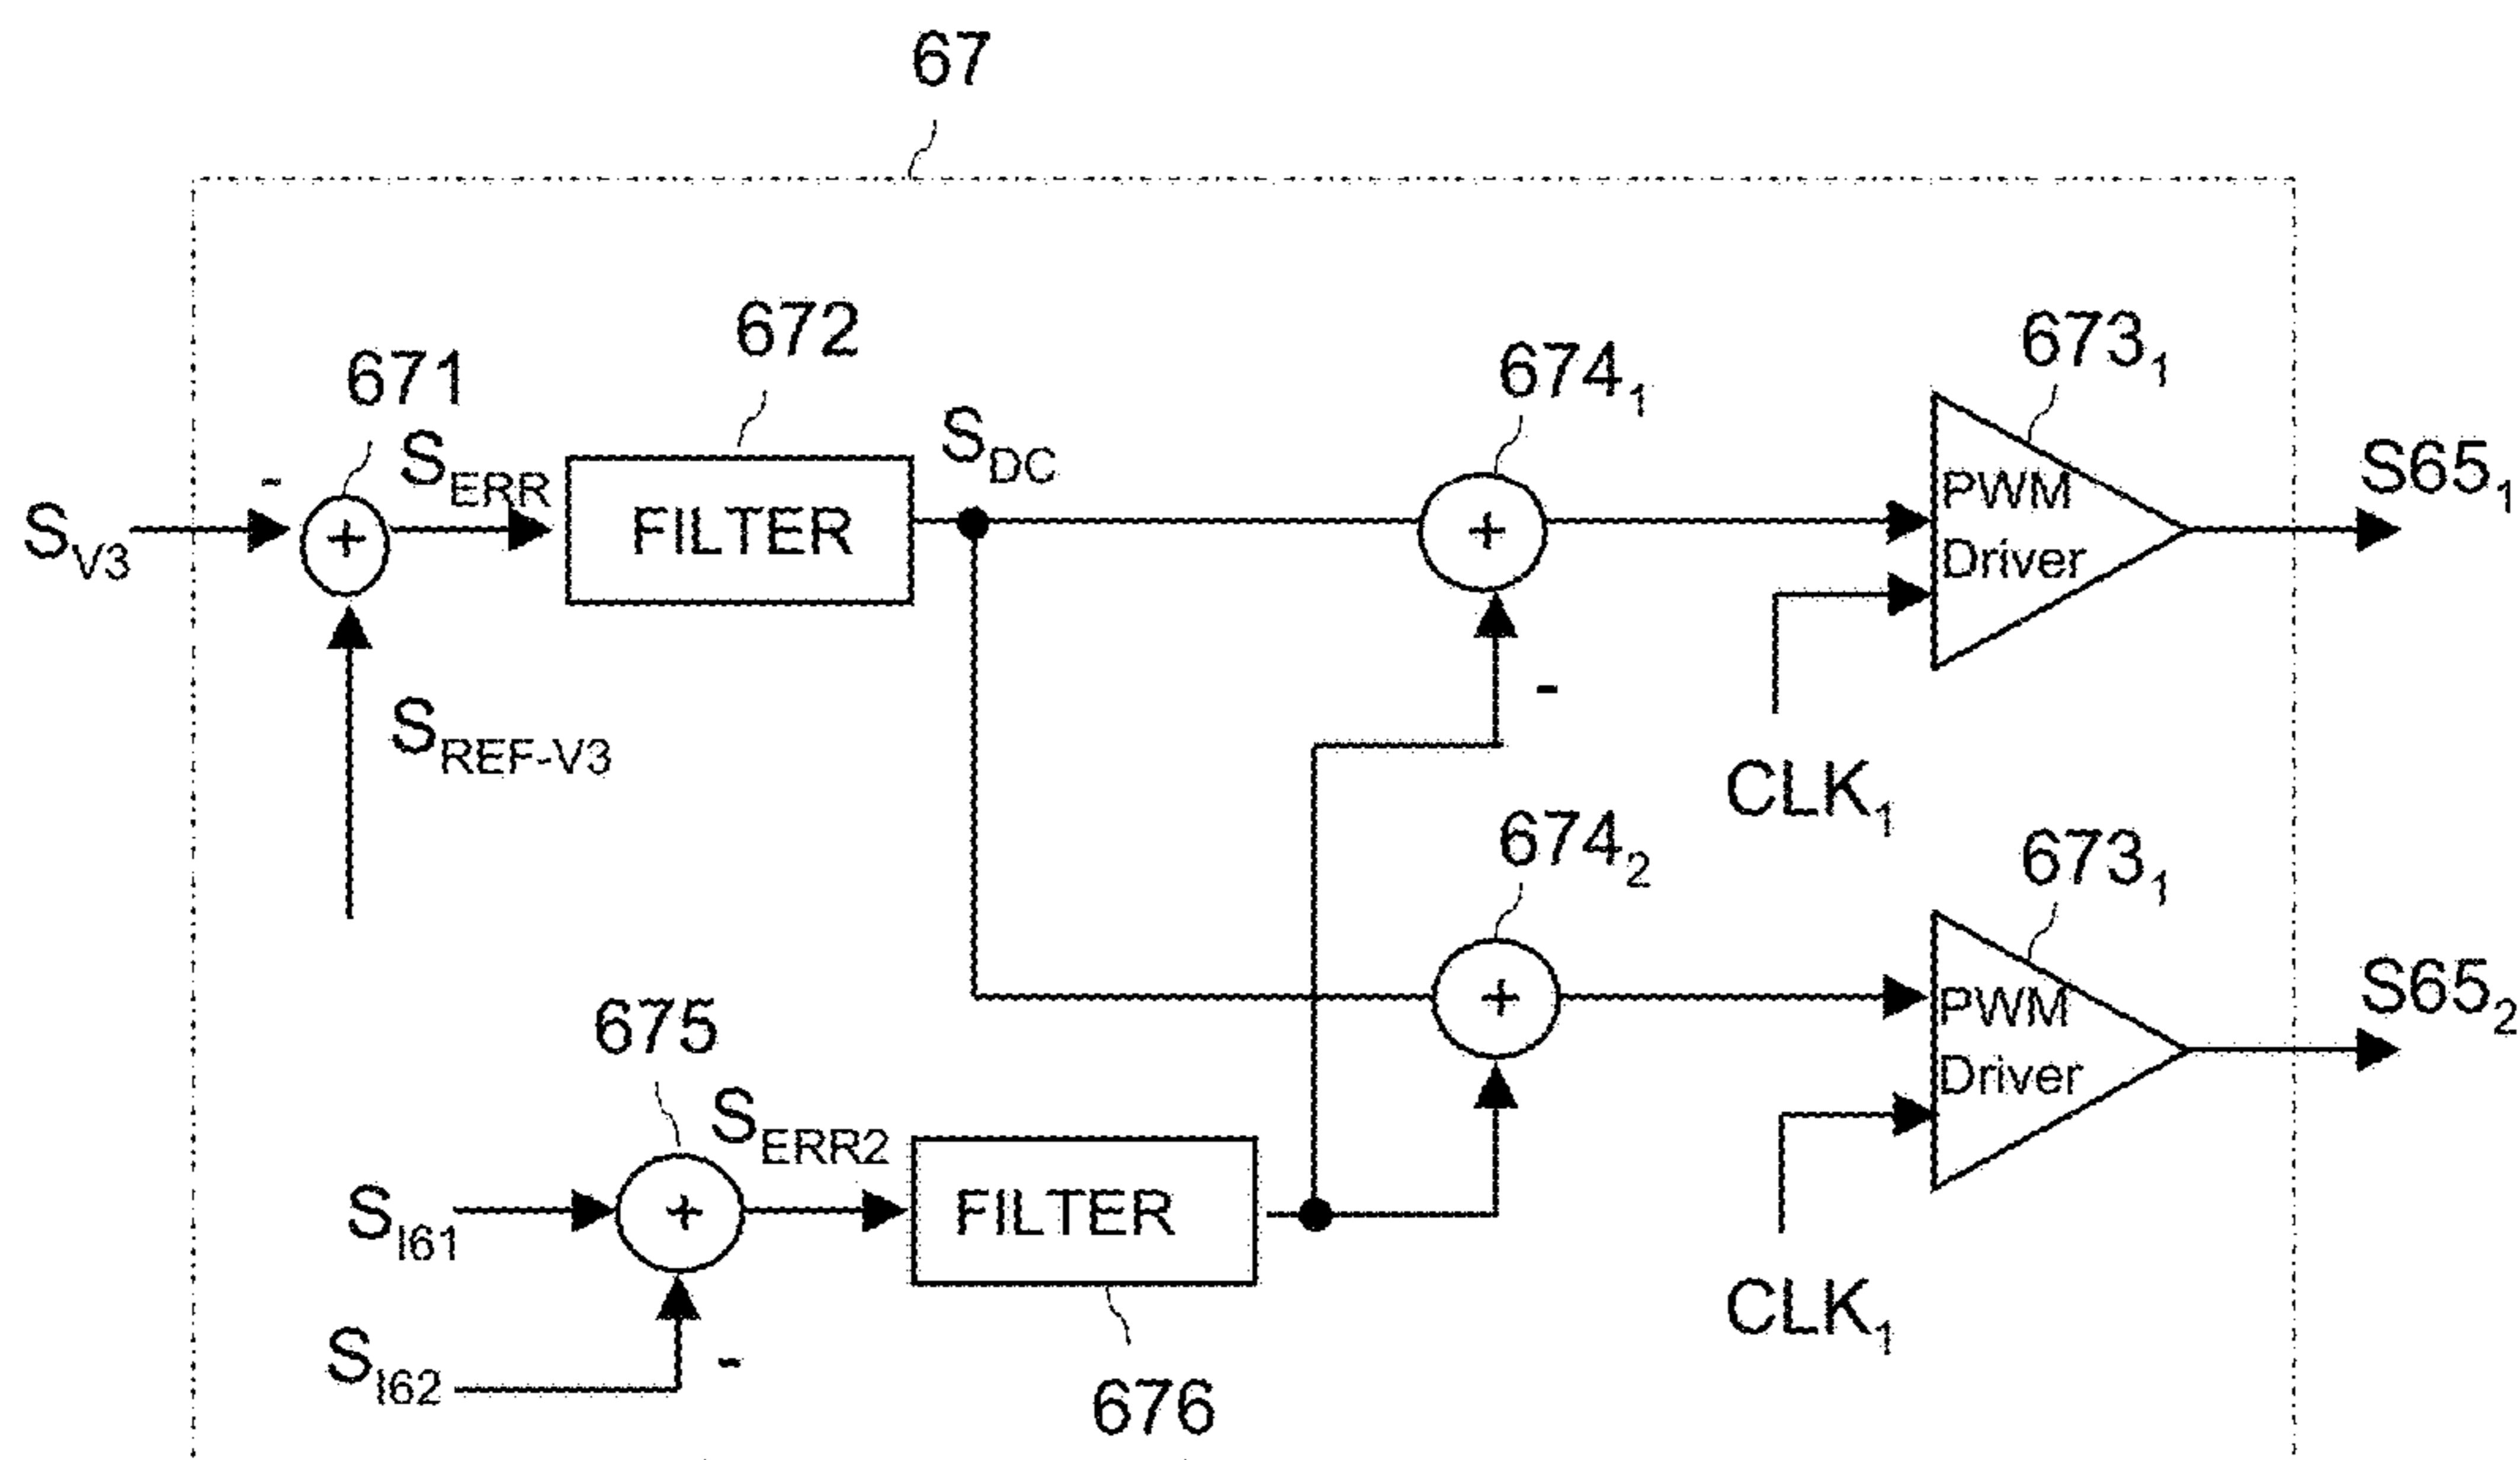 67
672
673₁
674₁
671
S_DC
S_ERR
S65₁
-
PWM
S_V3
+
FILTER
+
Driver
-
S_REF-V3
CLK₁
674₂
673₁
S65₂
675
+
PWM
S_ERR2
Driver
S_I61
+
FILTER
CLK₁
S_I62
-
676